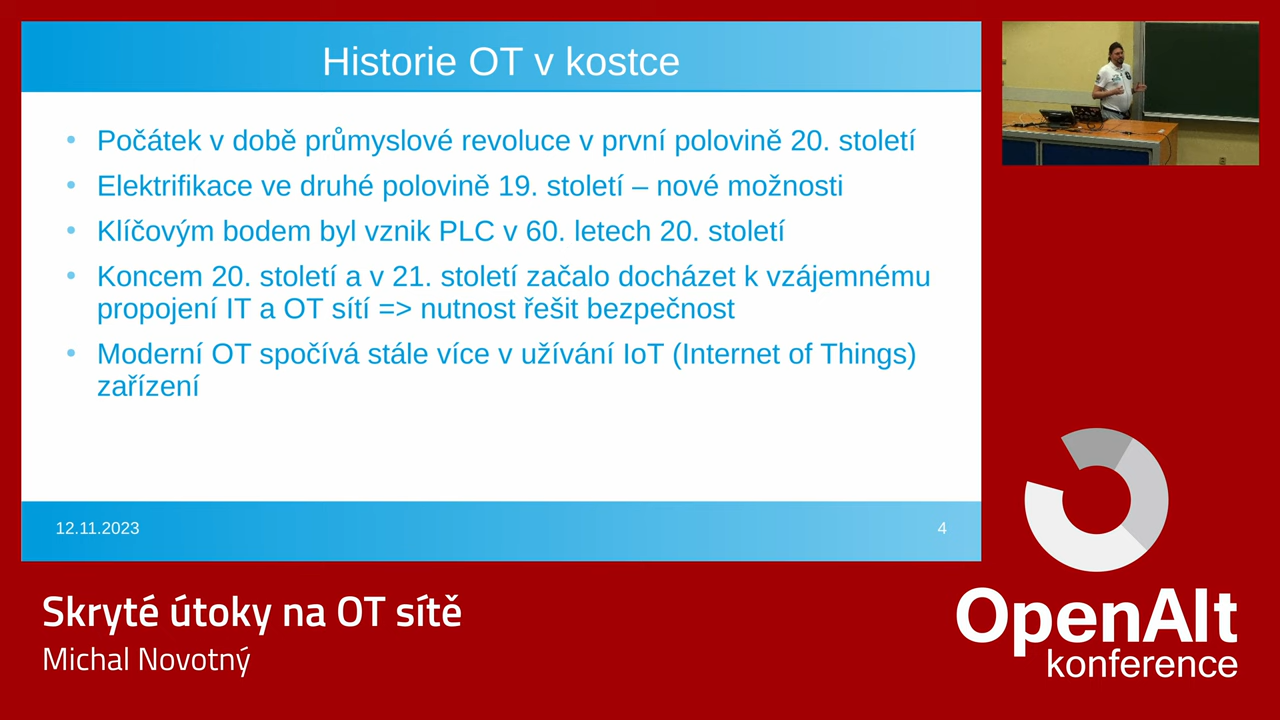 Historie OT v kostce
• Počátek v době průmyslové revoluce v první polovině 20. století
• Elektrifikace ve druhé polovině 19. století – nové možnosti
• Klíčovým bodem byl vznik PLC v 60. letech 20. století
• Koncem 20. století a v 21. století začalo docházet k vzájemnému
propojení IT a OT sítí => nutnost řešit bezpečnost
• Moderní OT spočívá stále více v užívání IoT (Internet of Things)
zařízení
12.11.2023
4
Skryté útoky na OT sítě
Michal Novotný
OpenAlt
konference